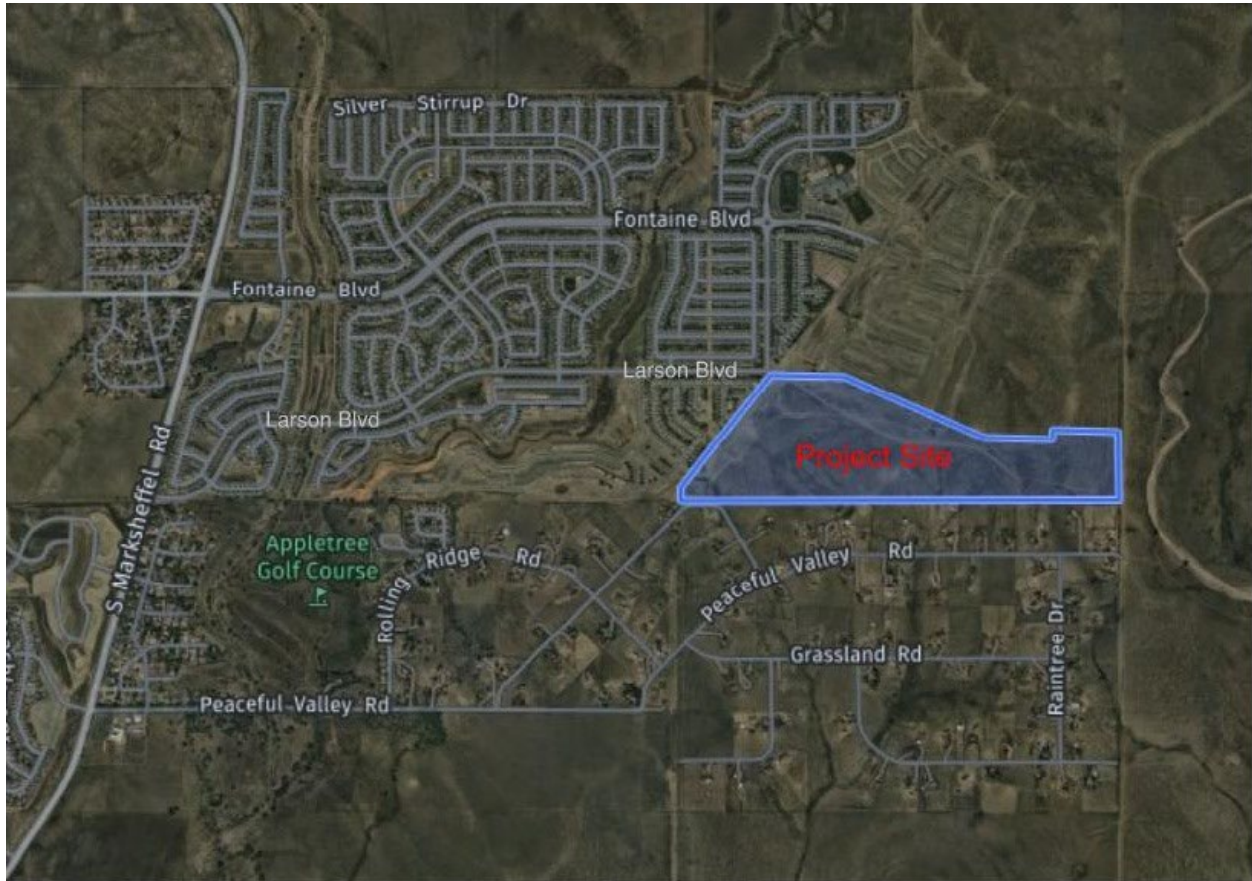 Silver Stirrup Dr
Fontaine Blvd
Fontaine Blvd
Larson Blvd
Larson Blvd
Project Site
S Marksheffel Rd
Appletree
Golf Course
Rolling Ridge Rd
Peaceful Valley Rd
Grassland Rd
Raintree Dr
Peaceful Valley Rd